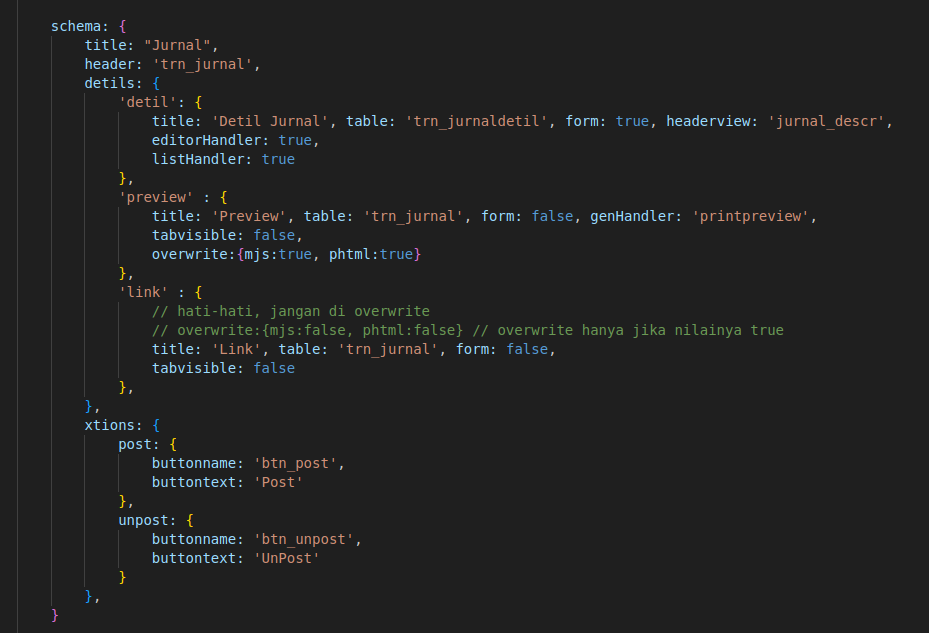 schema: {
    title: "Jurnal",
    header: 'trn_jurnal',
    detils: {
        'detil': {
            title: 'Detil Jurnal', table: 'trn_jurnaldetil', form: true, headerview: 'jurnal_descr',
            editorHandler: true,
            listHandler: true
        },
        'preview' : {
            title: 'Preview', table: 'trn_jurnal', form: false, genHandler: 'printpreview',
            tabvisible: false,
            overwrite:{mjs:true, phtml:true}
        },
        'link' : {
            // hati-hati, jangan di overwrite
            // overwrite:{mjs:false, phtml:false} // overwrite hanya jika nilainya true
            title: 'Link', table: 'trn_jurnal', form: false,
            tabvisible: false
        },
    },
    xtions: {
        post: {
            buttonname: 'btn_post',
            buttontext: 'Post'
        },
        unpost: {
            buttonname: 'btn_unpost',
            buttontext: 'UnPost'
        }
    },
}